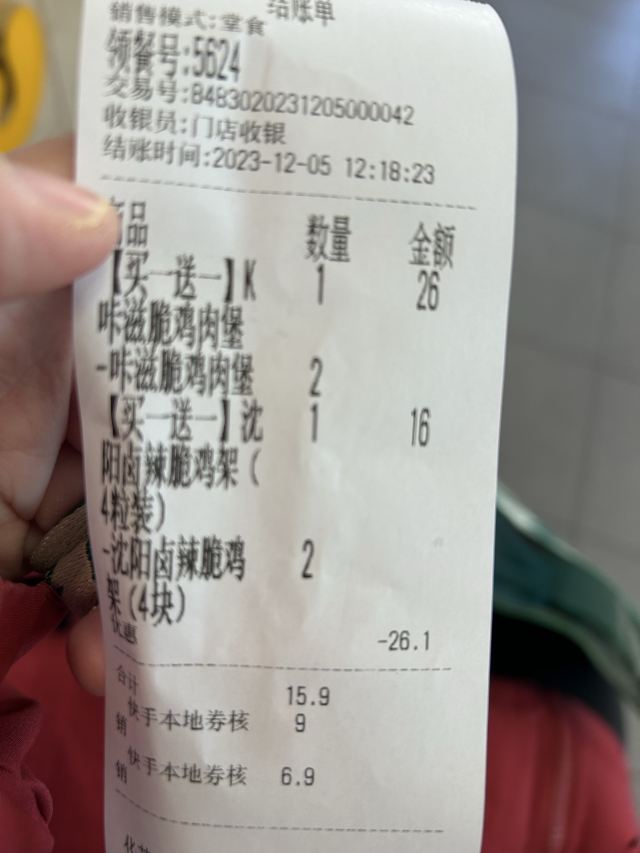 结账单
销售模式:堂食
领餐号:5624
交易号:B483020231205000042
收银员:门店收银
结账时间:2023-12-05 12:18:23
品 数量 金额
【买一送一】K 1 26
咔滋脆鸡肉堡
-咔滋脆鸡肉堡 2
【买一送一】沈 1 16
阳卤辣脆鸡架(
4粒装)
-沈阳卤辣脆鸡 2
架(4块)
优惠 -26.1
合计 15.9
快手本地券核 9
销
快手本地券核 6.9
销